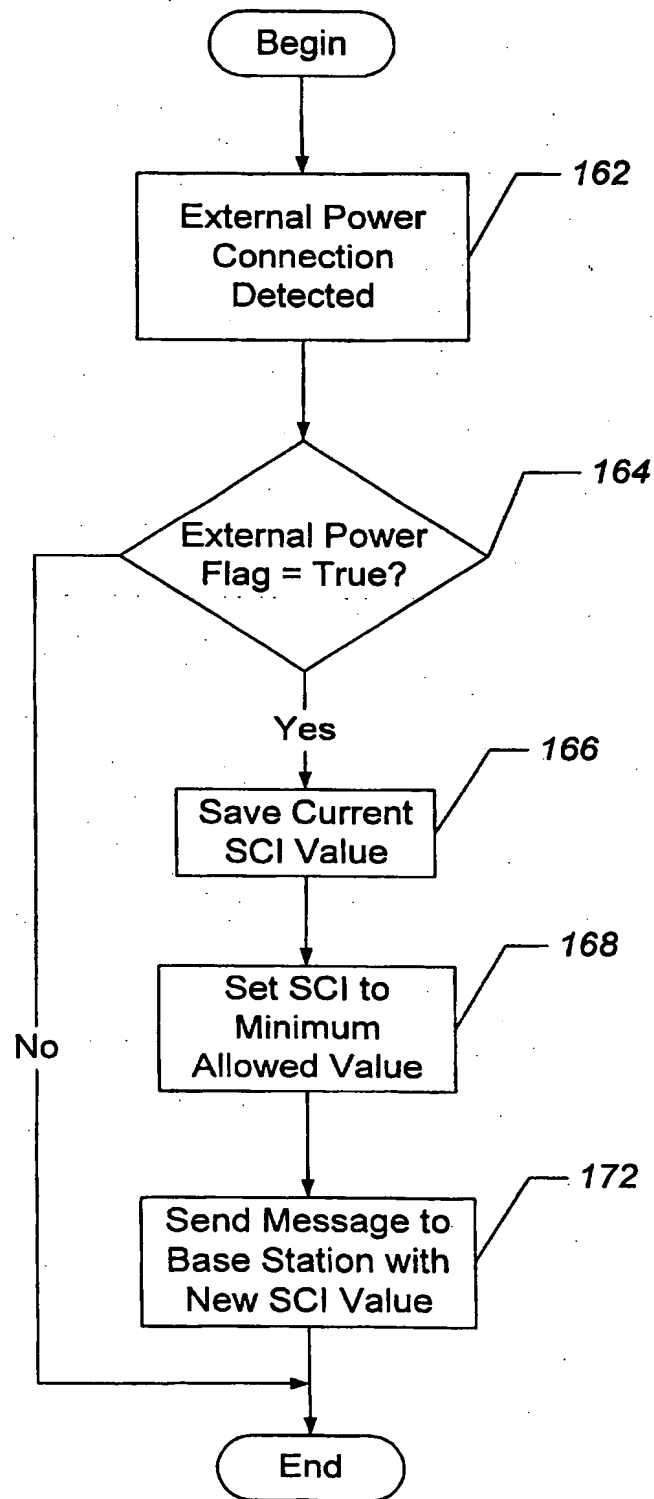 Begin
162
External Power
Connection
Detected
164
External Power
Flag = True?
Yes
166
Save Current
SCI Value
168
Set SCI to
Minimum
Allowed Value
No
172
Send Message to
Base Station with
New SCI Value
End